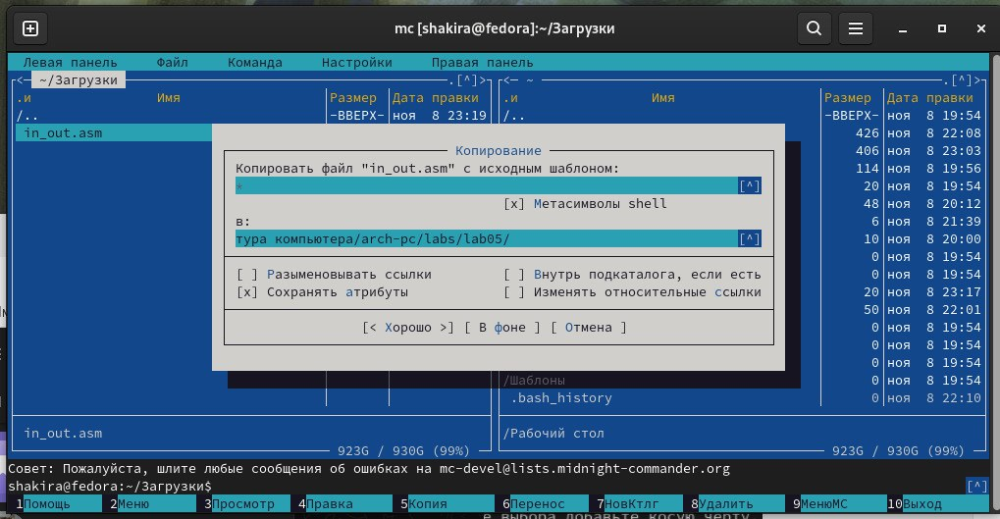 mc [shakira@fedora]:~/Загрузки
Левая панель Файл Команда Настройки Правая панель
<─ ~/Загрузки .[^]> <─ ~ .[^]>
.и Имя Размер Дата правки .и Имя Размер Дата правки
/.. -ВВЕРХ- ноя 8 23:19 /.. -ВВЕРХ- ноя 8 19:54
in_out.asm 426 ноя 8 22:08
406 ноя 8 23:03
Копирование
Копировать файл "in_out.asm" с исходным шаблоном: 114 ноя 8 19:56
* [^] 20 ноя 8 19:54
[x] Метасимволы shell 48 ноя 8 20:12
в: 6 ноя 8 21:39
тура компьютера/arch-pc/labs/lab05/ [^] 10 ноя 8 20:00
0 ноя 8 19:54
[ ] Разыменовывать ссылки [ ] Внутрь подкаталога, если есть 0 ноя 8 19:54
[x] Сохранять атрибуты [ ] Изменять относительные ссылки 20 ноя 8 23:17
50 ноя 8 22:01
[< Хорошо >] [ В фоне ] [ Отмена ] 0 ноя 8 19:54
0 ноя 8 19:54
0 ноя 8 19:54
/Шаблоны 0 ноя 8 19:54
.bash_history 0 ноя 8 22:10
in_out.asm /Рабочий стол
923G / 930G (99%) 923G / 930G (99%)
Совет: Пожалуйста, шлите любые сообщения об ошибках на mc-devel@lists.midnight-commander.org
shakira@fedora:~/Загрузки$ [^]
1Помощь 2Меню 3Просмотр 4Правка 5Копия 6Перенос 7НовКтлг 8Удалить 9МенюMC 10Выход
е выбора добавьте косую черту